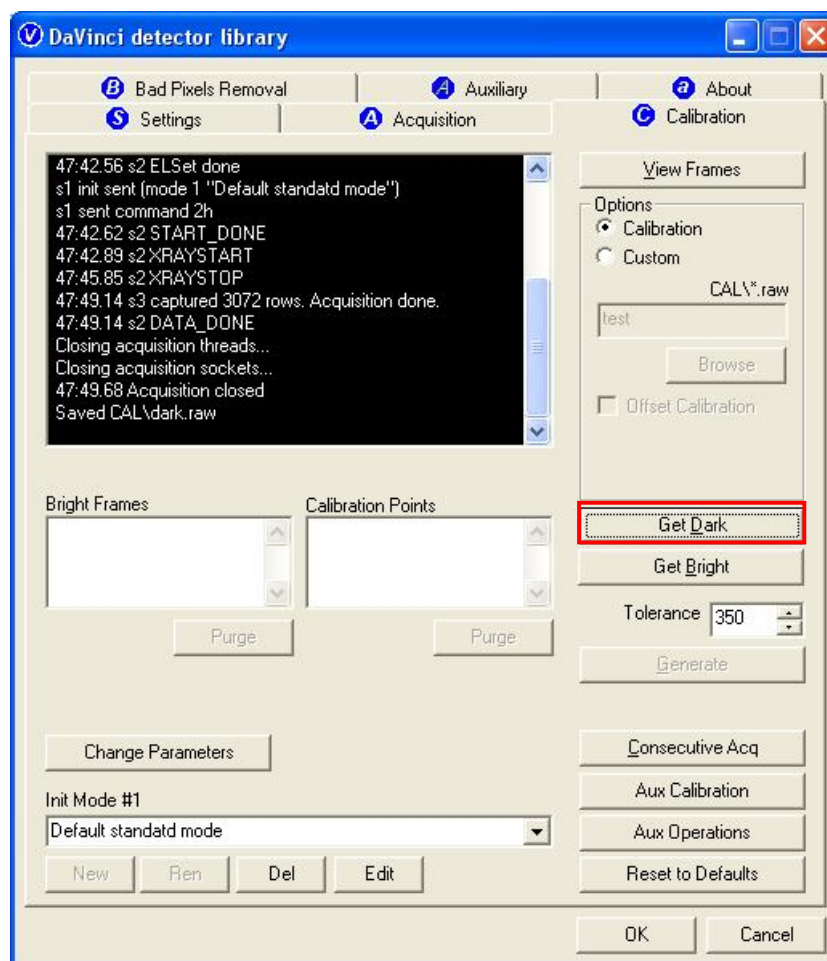 DaVinci detector library
Bad Pixels Removal
Auxiliary
About
Settings
Acquisition
Calibration
47:42.56 s2 ELSet done
s1 init sent (mode 1 "Default standatd mode")
s1 sent command 2h
47:42.62 s2 START_DONE
47:42.89 s2 XRAYSTART
47:45.85 s2 XRAYSTOP
47:49.14 s3 captured 3072 rows. Acquisition done.
47:49.14 s2 DATA_DONE
Closing acquisition threads...
Closing acquisition sockets...
47:49.68 Acquisition closed
Saved CAL\dark.raw
View Frames
Options
Calibration
Custom
CAL\*.raw
test
Browse
Offset Calibration
Bright Frames
Calibration Points
Purge
Purge
Get Dark
Get Bright
Tolerance 350
Generate
Change Parameters
Init Mode #1
Default standatd mode
New
Ren
Del
Edit
Consecutive Acq
Aux Calibration
Aux Operations
Reset to Defaults
OK
Cancel